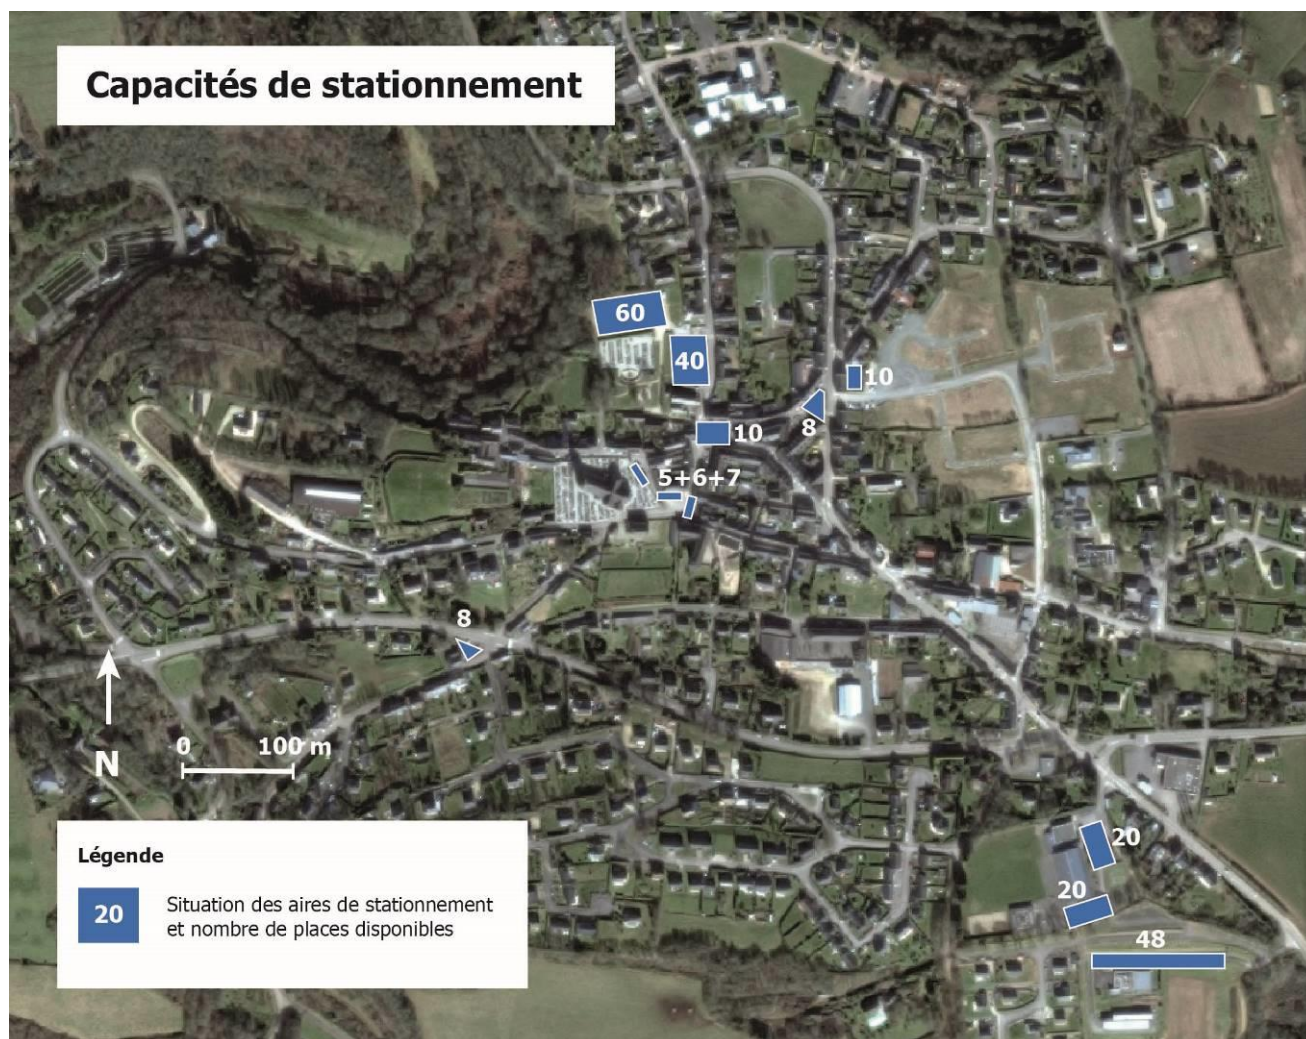 Capacités de stationnement
60
40
10
8
10
5+6+7
8
0 100 m
N
20
20
48
Légende
20 Situation des aires de stationnement
et nombre de places disponibles